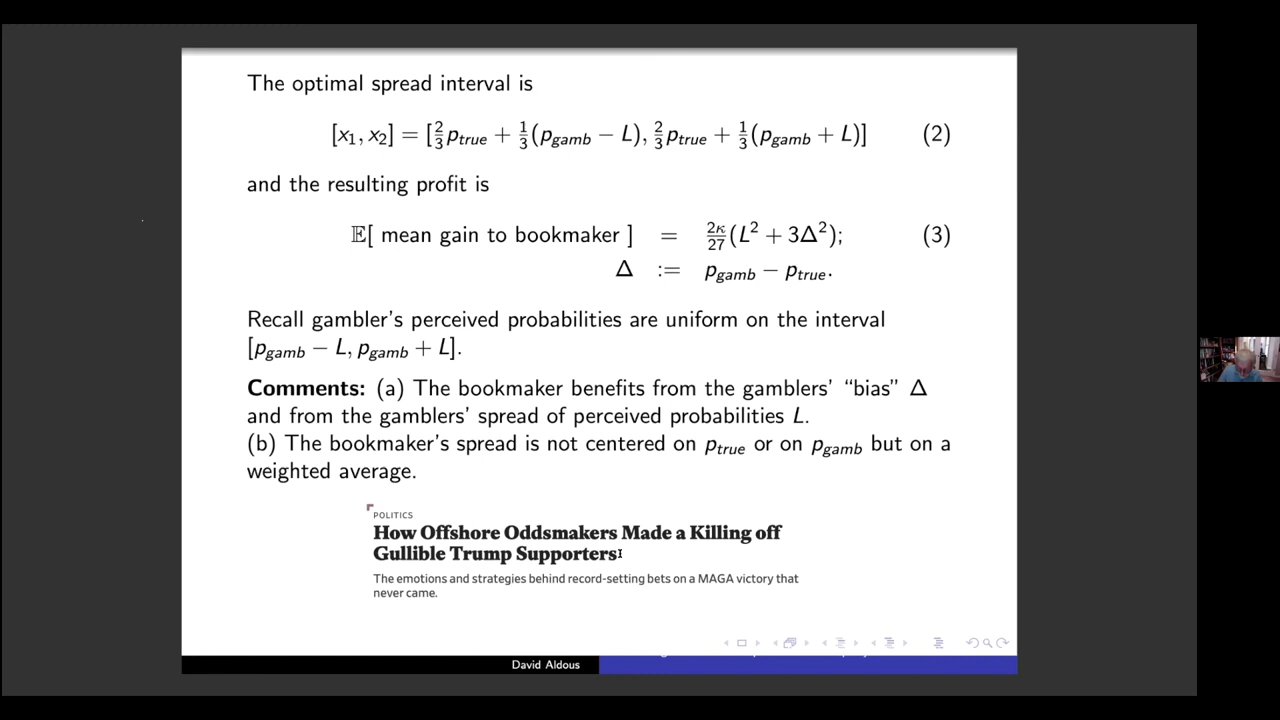 The optimal spread interval is
[x₁, x₂] = [⅔p_true + ⅓(p_gamb − L), ⅔p_true + ⅓(p_gamb + L)] (2)
and the resulting profit is
𝔼[ mean gain to bookmaker ] = 2κ/27 (L² + 3Δ²); (3)
Δ := p_gamb − p_true.
Recall gambler's perceived probabilities are uniform on the interval
[p_gamb − L, p_gamb + L].
Comments: (a) The bookmaker benefits from the gamblers' “bias” Δ
and from the gamblers' spread of perceived probabilities L.
(b) The bookmaker's spread is not centered on p_true or on p_gamb but on a
weighted average.
POLITICS
How Offshore Oddsmakers Made a Killing off
Gullible Trump Supporters
The emotions and strategies behind record-setting bets on a MAGA victory that
never came.
David Aldous